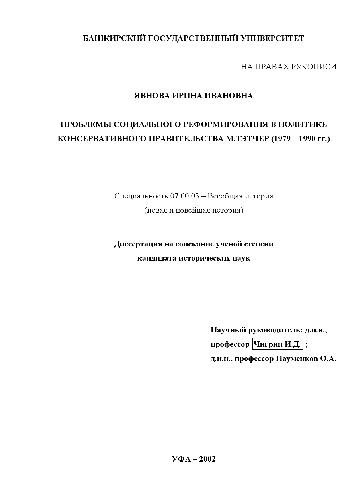 БАШКИРСКИЙ ГОСУДАРСТВЕННЫЙ УНИВЕРСИТЕТ
НА ПРАВАХ РУКОПИСИ
ЯВНОВА ИРИНА ИВАНОВНА
ПРОБЛЕМЫ СОЦИАЛЬНОГО РЕФОРМИРОВАНИЯ В ПОЛИТИКЕ
КОНСЕРВАТИВНОГО ПРАВИТЕЛЬСТВА М.ТЭТЧЕР (1979 – 1990 гг.)
Специальность 07.00.03 – Всеобщая история
(новая и новейшая история)
Диссертация на соискание ученой степени
кандидата исторических наук
Научный руководитель: д.и.н.,
профессор Чигрин И.Д. ;
д.и.н., профессор Науменков О.А.
УФА – 2002